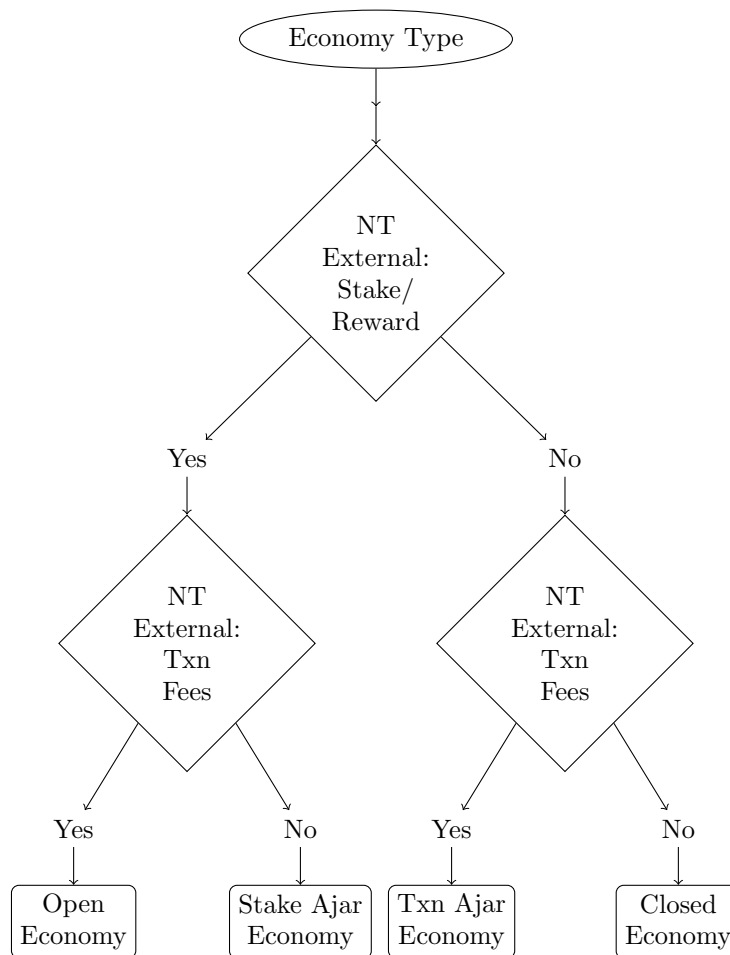 Economy Type
NT
External:
Stake/
Reward
Yes
No
NT
External:
Txn
Fees
NT
External:
Txn
Fees
Yes
No
Yes
No
Open
Economy
Stake Ajar
Economy
Txn Ajar
Economy
Closed
Economy